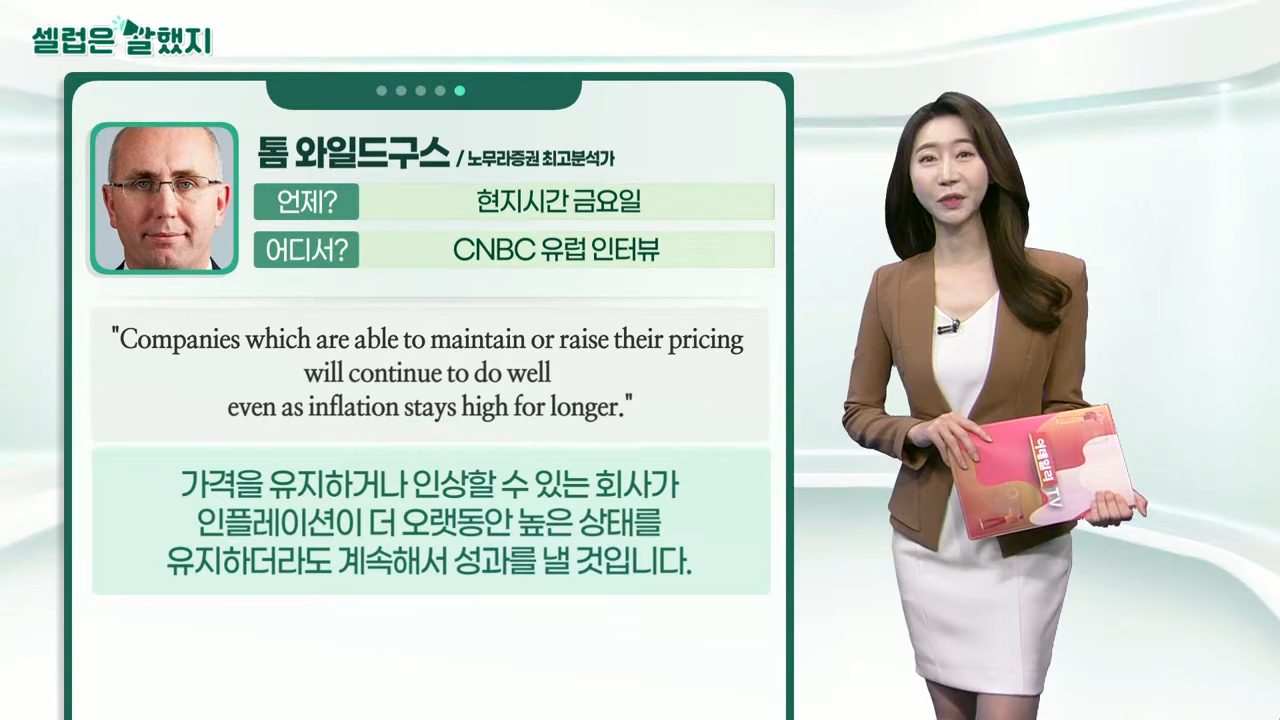 셀럽은 말했지
톰 와일드구스 / 노무라증권 최고분석가
언제? 현지시간 금요일
어디서? CNBC 유럽 인터뷰
"Companies which are able to maintain or raise their pricing
will continue to do well
even as inflation stays high for longer."
가격을 유지하거나 인상할 수 있는 회사가
인플레이션이 더 오랫동안 높은 상태를
유지하더라도 계속해서 성과를 낼 것입니다.
이데일리 TV